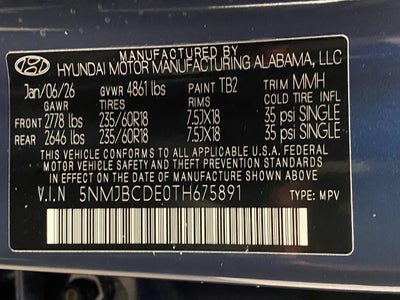 MANUFACTURED BY
HYUNDAI MOTOR MANUFACTURING ALABAMA, LLC
Jan/06/26 GVWR 4861 lbs PAINT TB2 TRIM MMH
GAWR TIRES RIMS COLD TIRE INFL
FRONT 2778 lbs 235/60R18 7.5JX18 35 psi SINGLE
REAR 2646 lbs 235/60R18 7.5JX18 35 psi SINGLE
THIS VEHICLE CONFORMS TO ALL APPLICABLE U.S.A. FEDERAL
MOTOR VEHICLE SAFETY AND THEFT PREVENTION STANDARDS
IN EFFECT ON THE DATE OF MANUFACTURE SHOWN ABOVE.
V.I.N 5NMJBCDE0TH675891 TYPE: MPV